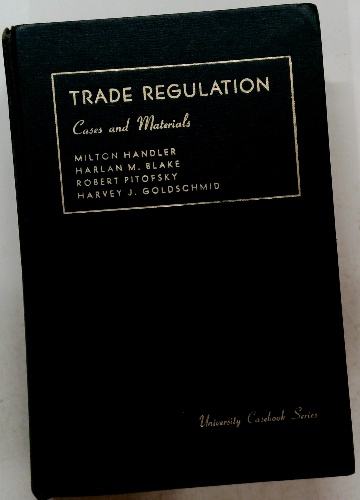 TRADE REGULATION
Cases and Materials
MILTON HANDLER
HARLAN M. BLAKE
ROBERT PITOFSKY
HARVEY J. GOLDSCHMID
University Casebook Series